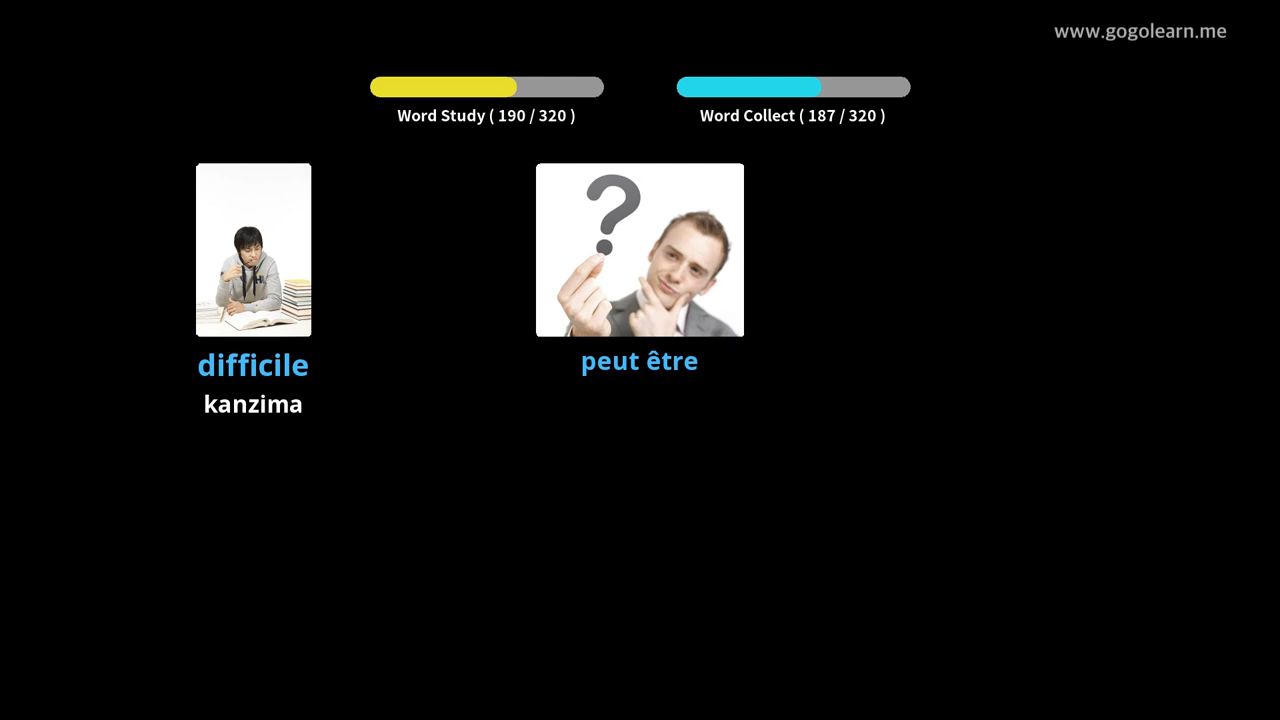 www.gogolearn.me
Word Study ( 190 / 320 )
Word Collect ( 187 / 320 )
difficile
kanzima
peut être